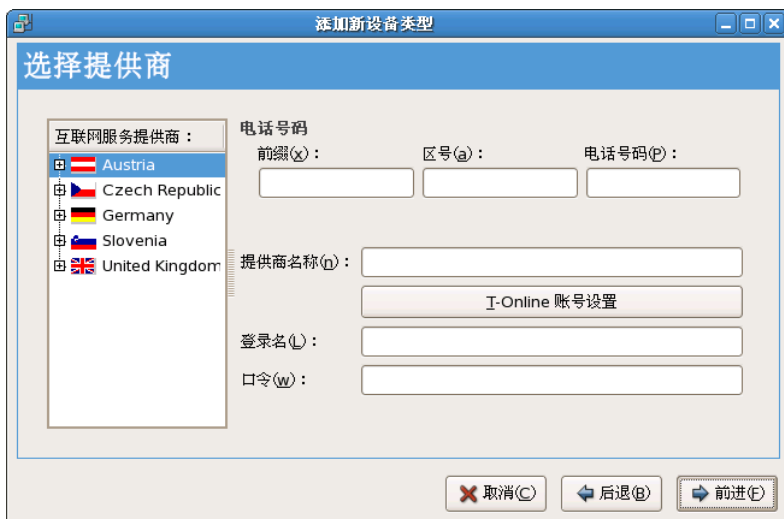 添加新设备类型
选择提供商
互联网服务提供商：
Austria
Czech Republic
Germany
Slovenia
United Kingdom
电话号码
前缀(x)：
区号(a)：
电话号码(P)：
提供商名称(n)：
T-Online 账号设置
登录名(L)：
口令(w)：
取消(C)
后退(B)
前进(F)